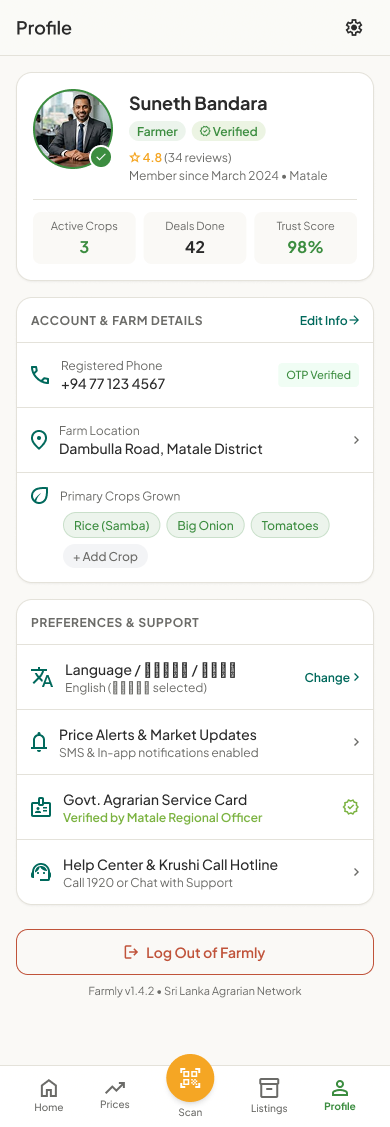 Profile
Suneth Bandara
Farmer
Verified
4.8 (34 reviews)
Member since March 2024 • Matale
Active Crops
3
Deals Done
42
Trust Score
98%
ACCOUNT & FARM DETAILS
Edit Info
Registered Phone
+94 77 123 4567
OTP Verified
Farm Location
Dambulla Road, Matale District
Primary Crops Grown
Rice (Samba)
Big Onion
Tomatoes
+ Add Crop
PREFERENCES & SUPPORT
Language / /
English ( selected)
Change
Price Alerts & Market Updates
SMS & In-app notifications enabled
Govt. Agrarian Service Card
Verified by Matale Regional Officer
Help Center & Krushi Call Hotline
Call 1920 or Chat with Support
Log Out of Farmly
Farmly v1.4.2 • Sri Lanka Agrarian Network
Home
Prices
Scan
Listings
Profile